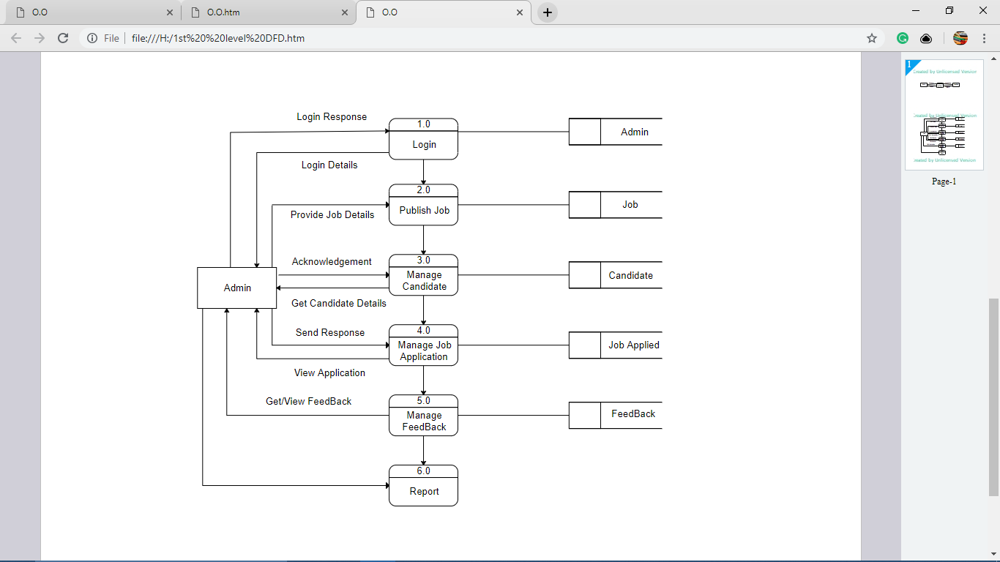 O.O
O.O.htm
O.O
File
file:///H:/1st%20%20level%20DFD.htm
Login Response
1.0
Login
Admin
Login Details
2.0
Publish Job
Provide Job Details
Job
Acknowledgement
3.0
Manage
Candidate
Candidate
Admin
Get Candidate Details
Send Response
4.0
Manage Job
Application
Job Applied
View Application
Get/View FeedBack
5.0
Manage
FeedBack
FeedBack
6.0
Report
1
Created by Unlicensed Version
Created by Unlicensed Version
Created by Unlicensed Version
Page-1